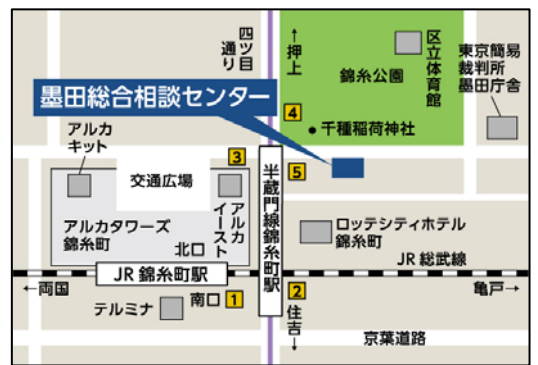 四ツ目
通り
↑押上
錦糸公園
区立体育館
東京簡易
裁判所
墨田庁舎
墨田総合相談センター
4
千種稲荷神社
アルカ
キット
交通広場
3
5
半蔵門線錦糸町駅
アルカ
イースト
アルカタワーズ
錦糸町
北口
ロッテシティホテル
錦糸町
JR 総武線
JR 錦糸町駅
←両国
亀戸→
テルミナ
南口
1
2
住吉↓
京葉道路